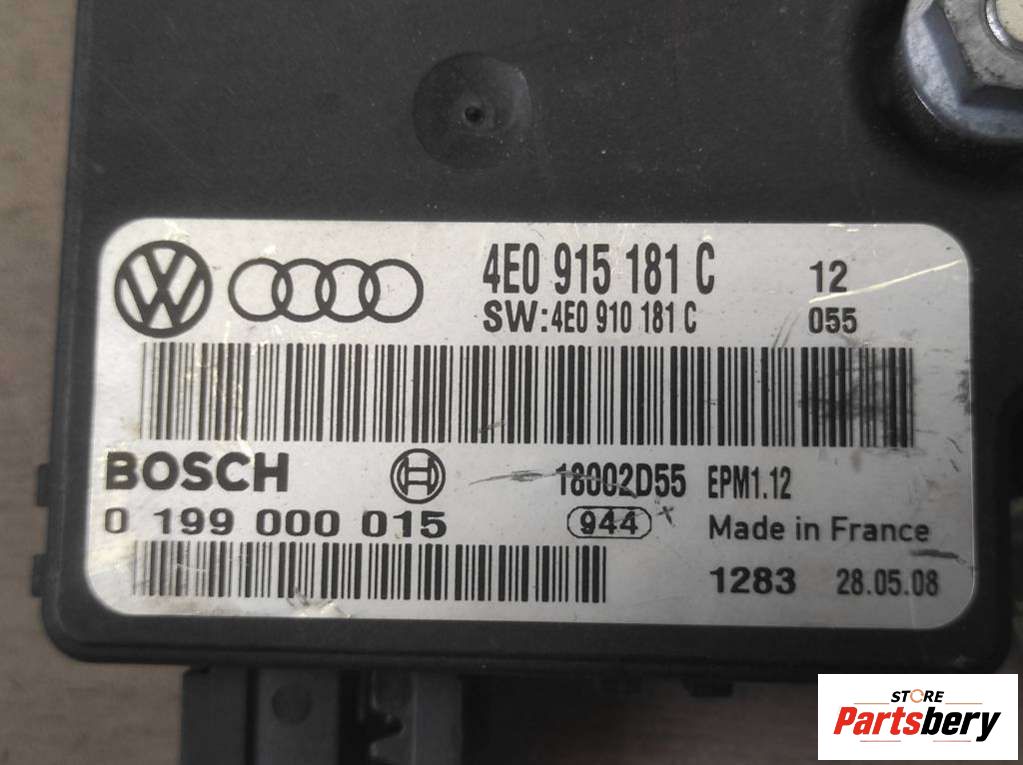 4E0 915 181 C 12
SW:4E0 910 181 C 055
BOSCH 18002D55 EPM1.12
0 199 000 015 944 Made in France
1283 28.05.08
STORE
Partsbery